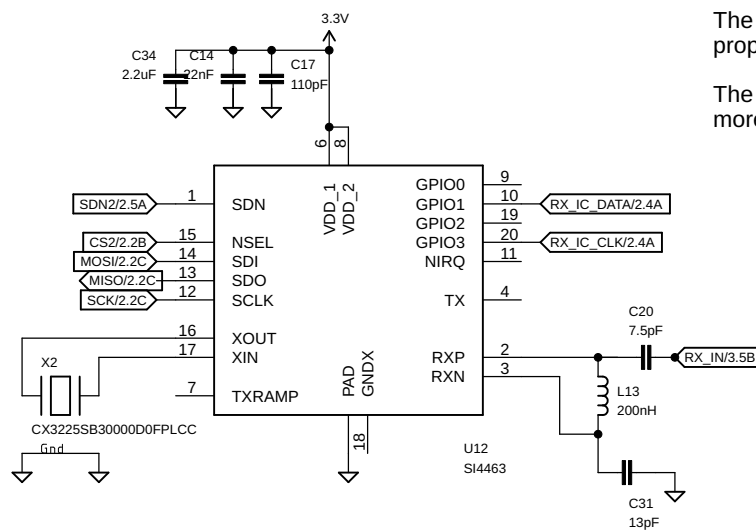 The
prop
The
more
3.3V
C34
2.2uF
C14
22nF
C17
110pF
6
8
VDD_1
VDD_2
SDN2/2.5A
1
SDN
CS2/2.2B
15
NSEL
MOSI/2.2C
14
SDI
MISO/2.2C
13
SDO
SCK/2.2C
12
SCLK
16
XOUT
17
XIN
7
TXRAMP
X2
CX3225SB30000D0FPLCC
Gnd
GPIO0
9
GPIO1
10
RX_IC_DATA/2.4A
GPIO2
19
GPIO3
20
RX_IC_CLK/2.4A
NIRQ
11
TX
4
RXP
2
RXN
3
PAD
GNDX
18
U12
SI4463
C20
7.5pF
RX_IN/3.5B
L13
200nH
C31
13pF